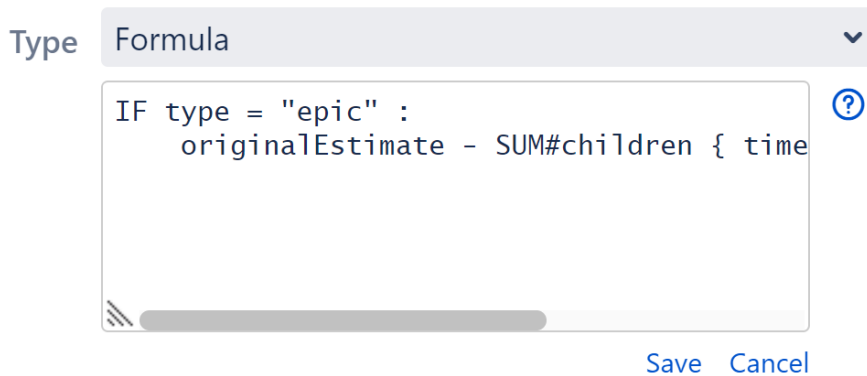 Type Formula
IF type = "epic" :
originalEstimate - SUM#children { time
Save Cancel